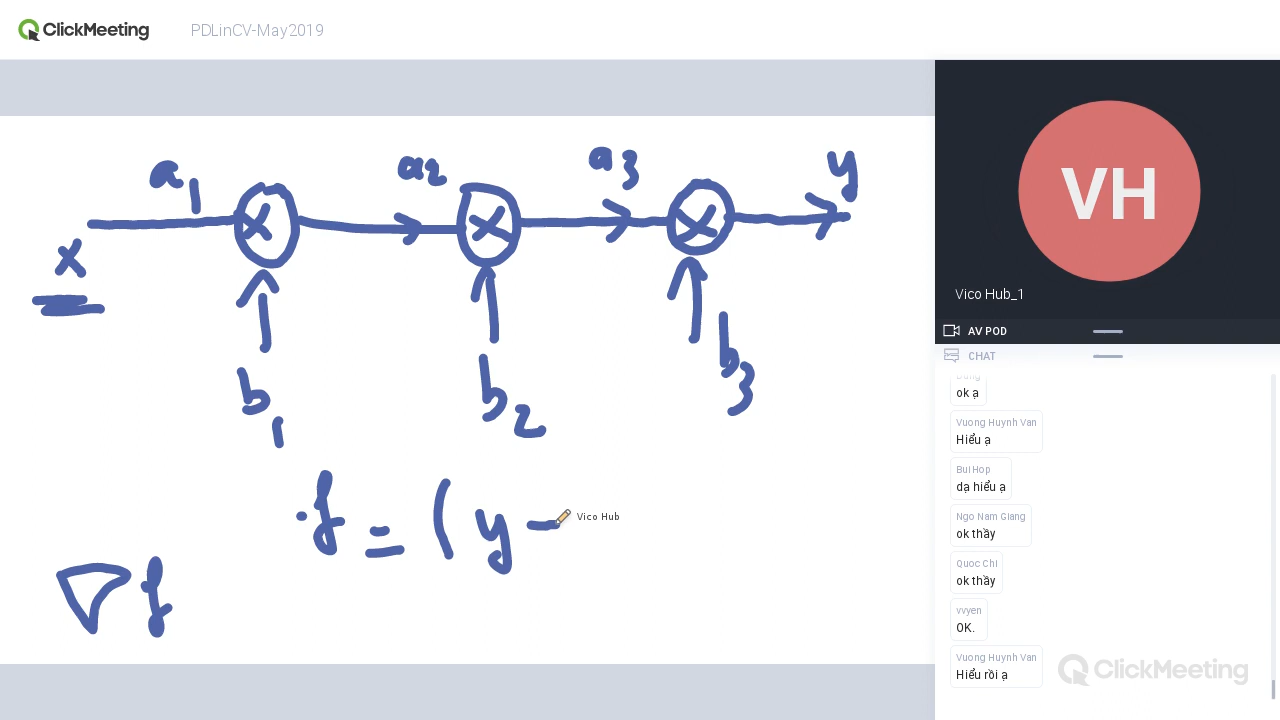 ClickMeeting PDLinCV-May2019
a1 a2 a3 y
x
b1 b2 b3
f = ( y -
Vico Hub
∇ f
VH
Vico Hub_1
AV POD
CHAT
ok ạ
Vuong Huynh Van
Hiểu ạ
Bui Hop
dạ hiểu ạ
Ngo Nam Giang
ok thầy
Quoc Chi
ok thầy
vvyen
OK.
Vuong Huynh Van
Hiểu rồi ạ
ClickMeeting